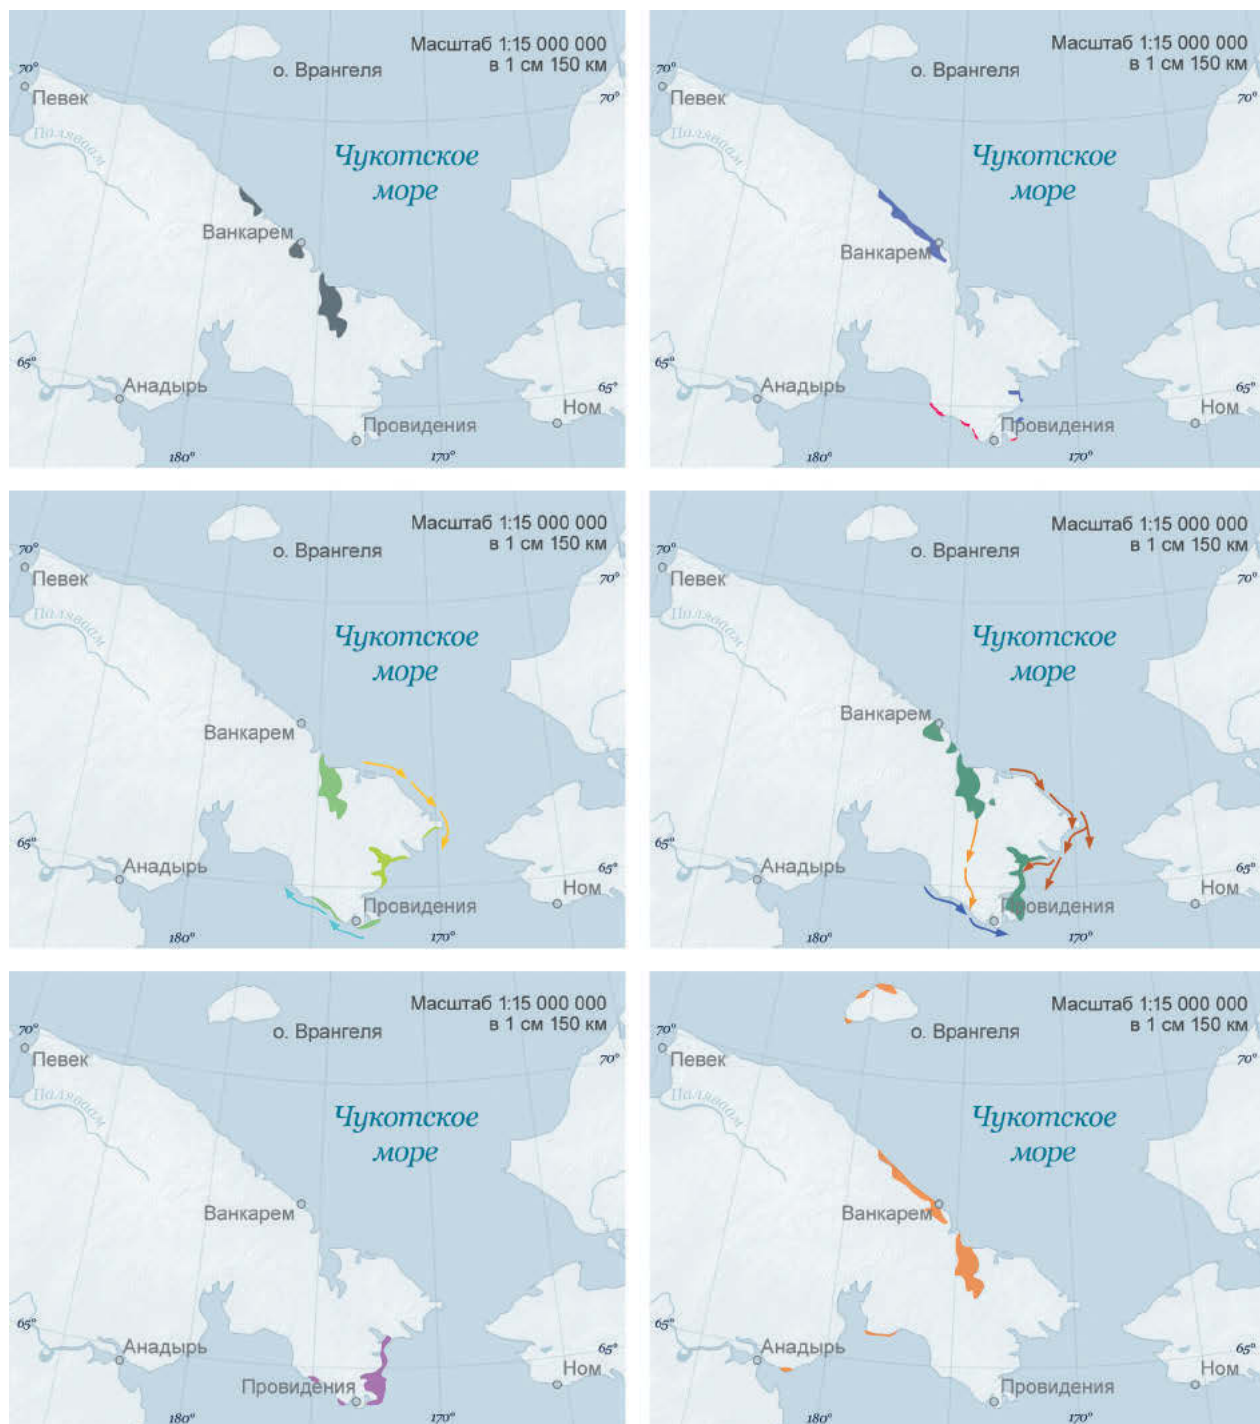 Масштаб 1:15 000 000
в 1 см 150 км
о. Врангеля
70°
Певек
70°
Паляваам
Чукотское
море
Ванкарем
65°
Анадырь
65°
Ном
Провидения
180°
170°
Масштаб 1:15 000 000
в 1 см 150 км
о. Врангеля
70°
Певек
70°
Паляваам
Чукотское
море
Ванкарем
65°
Анадырь
65°
Ном
Провидения
180°
170°
Масштаб 1:15 000 000
в 1 см 150 км
о. Врангеля
70°
Певек
70°
Паляваам
Чукотское
море
Ванкарем
65°
Анадырь
65°
Ном
Провидения
180°
170°
Масштаб 1:15 000 000
в 1 см 150 км
о. Врангеля
70°
Певек
70°
Паляваам
Чукотское
море
Ванкарем
65°
Анадырь
65°
Ном
Провидения
180°
170°
Масштаб 1:15 000 000
в 1 см 150 км
о. Врангеля
70°
Певек
70°
Паляваам
Чукотское
море
Ванкарем
65°
Анадырь
65°
Ном
Провидения
180°
170°
Масштаб 1:15 000 000
в 1 см 150 км
о. Врангеля
70°
Певек
70°
Паляваам
Чукотское
море
Ванкарем
65°
Анадырь
65°
Ном
Провидения
180°
170°